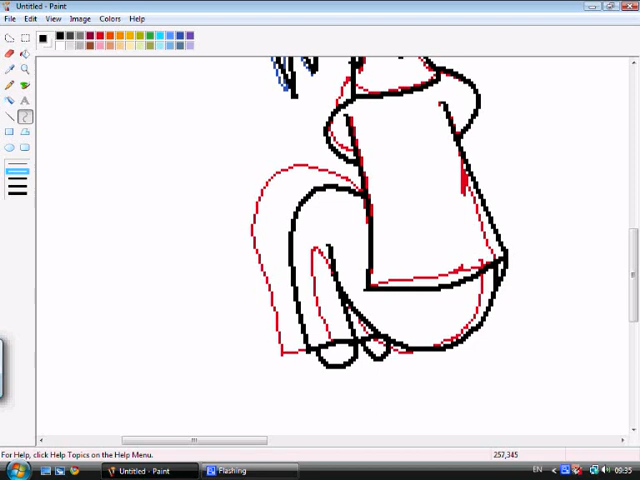 Untitled - Paint
File Edit View Image Colors Help
For Help, click Help Topics on the Help Menu.
257,345
Untitled - Paint
Flashing
EN
09:35